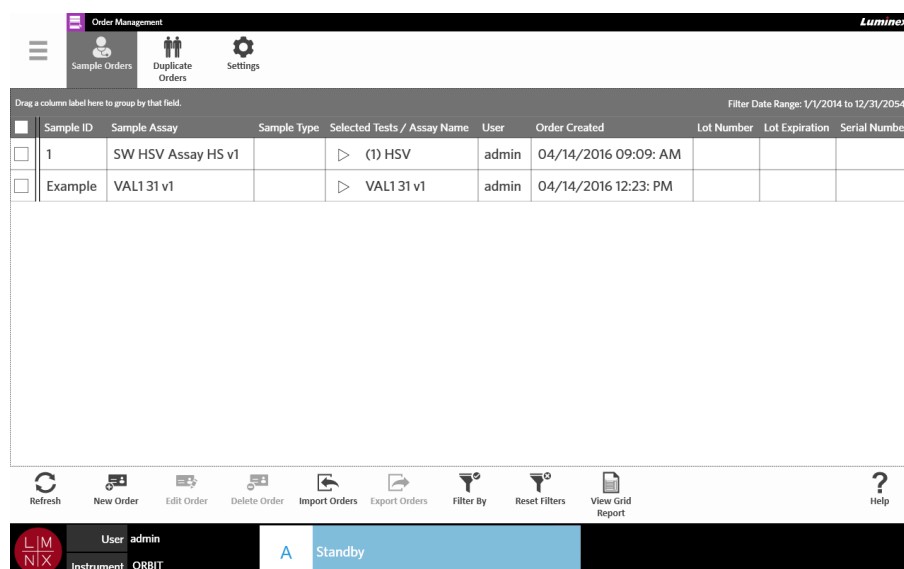 Order Management
Luminex
Sample Orders
Duplicate
Orders
Settings
Drag a column label here to group by that field.
Filter Date Range: 1/1/2014 to 12/31/2054
Sample ID Sample Assay Sample Type Selected Tests / Assay Name User Order Created Lot Number Lot Expiration Serial Numbe
1 SW HSV Assay HS v1 (1) HSV admin 04/14/2016 09:09: AM
Example VAL1 31 v1 VAL1 31 v1 admin 04/14/2016 12:23: PM
Refresh New Order Edit Order Delete Order Import Orders Export Orders Filter By Reset Filters View Grid
Report
Help
LM
NX
User admin
Instrument ORBIT
A Standby